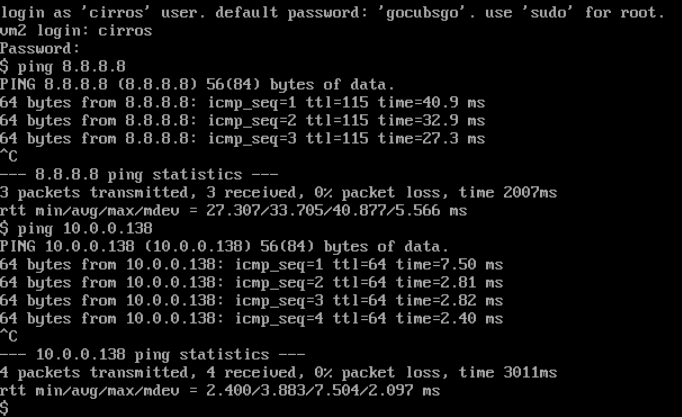 login as 'cirros' user. default password: 'gocubsgo'. use 'sudo' for root.
vm2 login: cirros
Password:
$ ping 8.8.8.8
PING 8.8.8.8 (8.8.8.8) 56(84) bytes of data.
64 bytes from 8.8.8.8: icmp_seq=1 ttl=115 time=40.9 ms
64 bytes from 8.8.8.8: icmp_seq=2 ttl=115 time=32.9 ms
64 bytes from 8.8.8.8: icmp_seq=3 ttl=115 time=27.3 ms
^C
--- 8.8.8.8 ping statistics ---
3 packets transmitted, 3 received, 0% packet loss, time 2007ms
rtt min/avg/max/mdev = 27.307/33.705/40.877/5.566 ms
$ ping 10.0.0.138
PING 10.0.0.138 (10.0.0.138) 56(84) bytes of data.
64 bytes from 10.0.0.138: icmp_seq=1 ttl=64 time=7.50 ms
64 bytes from 10.0.0.138: icmp_seq=2 ttl=64 time=2.81 ms
64 bytes from 10.0.0.138: icmp_seq=3 ttl=64 time=2.82 ms
64 bytes from 10.0.0.138: icmp_seq=4 ttl=64 time=2.40 ms
^C
--- 10.0.0.138 ping statistics ---
4 packets transmitted, 4 received, 0% packet loss, time 3011ms
rtt min/avg/max/mdev = 2.400/3.883/7.504/2.097 ms
$